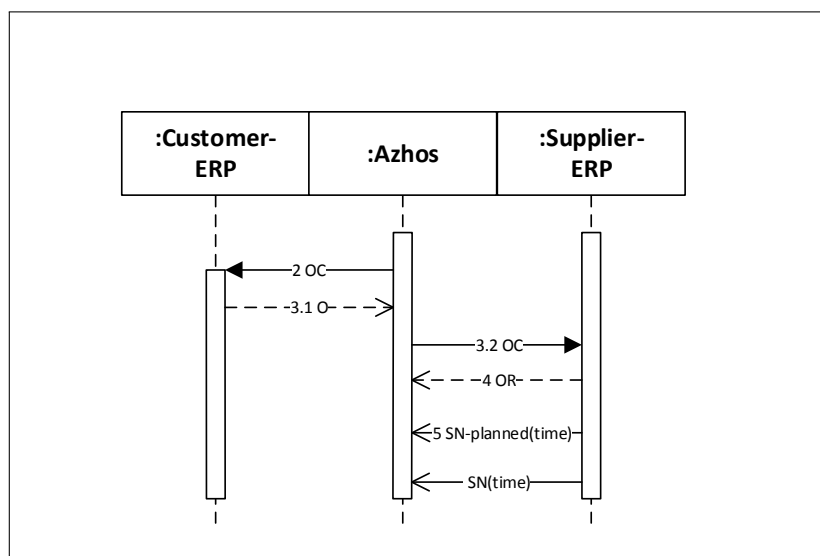 :Customer-
ERP
:Azhos
:Supplier-
ERP
2 OC
3.1 O
3.2 OC
4 OR
5 SN-planned(time)
SN(time)